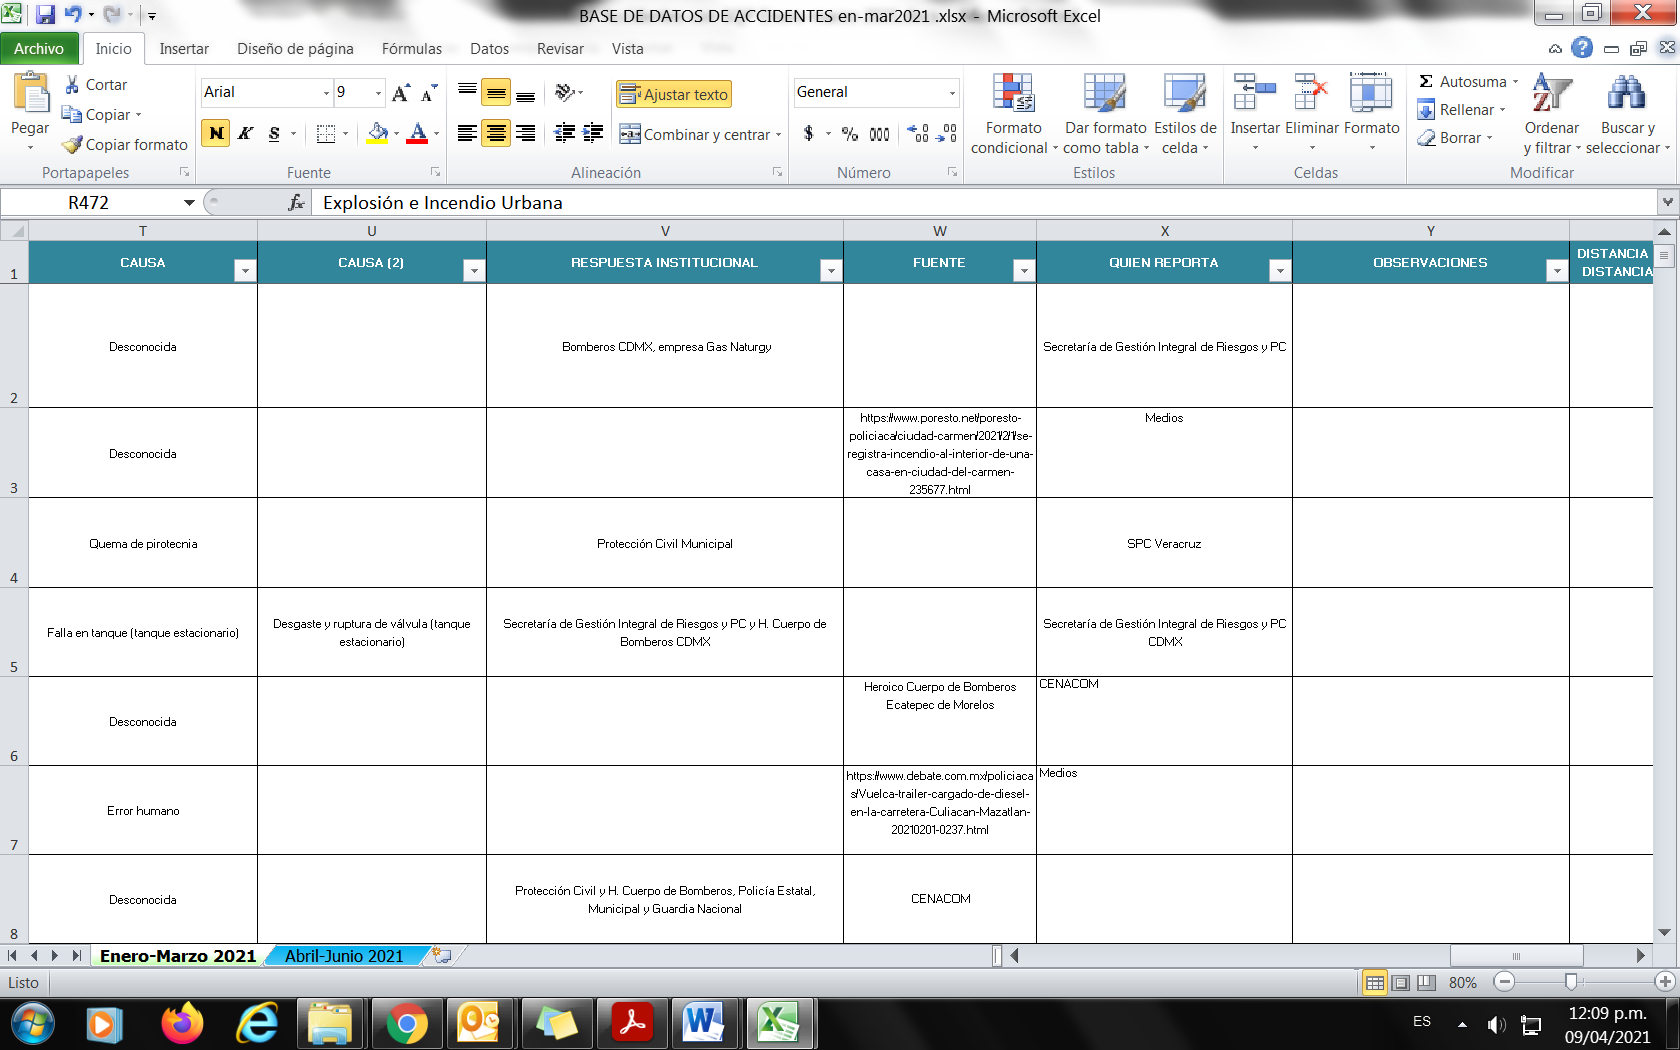 BASE DE DATOS DE ACCIDENTES en-mar2021 .xlsx - Microsoft Excel
Archivo Inicio Insertar Diseño de página Fórmulas Datos Revisar Vista
Pegar
Cortar
Copiar
Copiar formato
Portapapeles
Arial 9
N K S
Fuente
Ajustar texto
Combinar y centrar
Alineación
General
$ % 000
Número
Formato condicional
Dar formato como tabla
Estilos de celda
Estilos
Insertar Eliminar Formato
Celdas
Σ Autosuma
Rellenar
Borrar
Ordenar y filtrar
Buscar y seleccionar
Modificar
R472 fx Explosión e Incendio Urbana
T U V W X Y
1 CAUSA CAUSA (2) RESPUESTA INSTITUCIONAL FUENTE QUIEN REPORTA OBSERVACIONES DISTANCIA
DISTANCIA
2 Desconocida Bomberos CDMX, empresa Gas Naturgy Secretaría de Gestión Integral de Riesgos y PC
3 Desconocida
https://www.poresto.net/poresto-
policiaca/ciudad-carmen/2021/2/1/se-
registra-incendio-al-interior-de-una-
casa-en-ciudad-del-carmen-
235677.html
Medios
4 Quema de pirotecnia Protección Civil Municipal SPC Veracruz
5 Falla en tanque (tanque estacionario)
Desgaste y ruptura de válvula (tanque
estacionario)
Secretaría de Gestión Integral de Riesgos y PC y H. Cuerpo de
Bomberos CDMX
Secretaría de Gestión Integral de Riesgos y PC
CDMX
6 Desconocida
Heroico Cuerpo de Bomberos
Ecatepec de Morelos
CENACOM
7 Error humano
https://www.debate.com.mx/policiaca
s/Vuelca-trailer-cargado-de-diesel-
en-la-carretera-Culiacan-Mazatlan-
20210201-0237.html
Medios
8 Desconocida
Protección Civil y H. Cuerpo de Bomberos, Policía Estatal,
Municipal y Guardia Nacional
CENACOM
Enero-Marzo 2021 Abril-Junio 2021
Listo 80%
ES
12:09 p.m.
09/04/2021